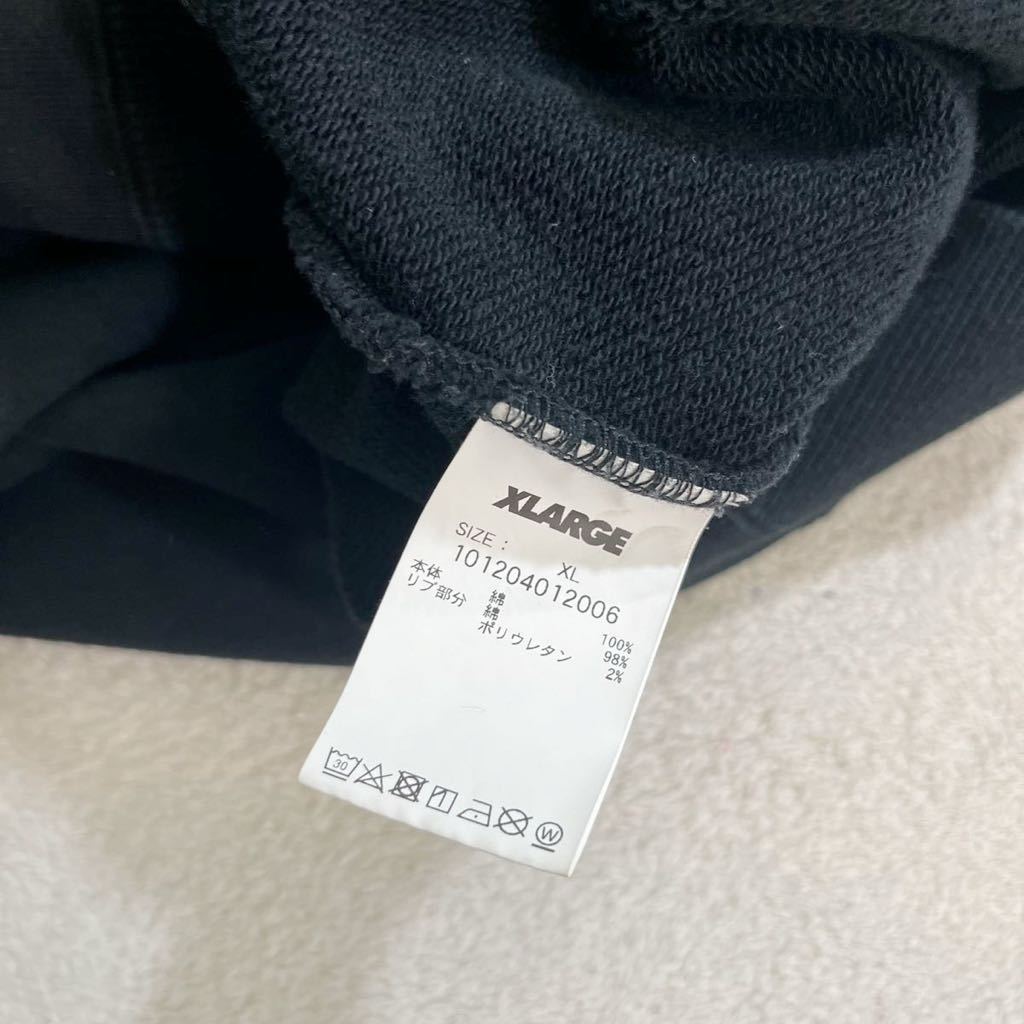 XLARGE
SIZE : XL
101204012006
本体 綿 100%
リブ部分 綿 98%
ポリウレタン 2%
30 W